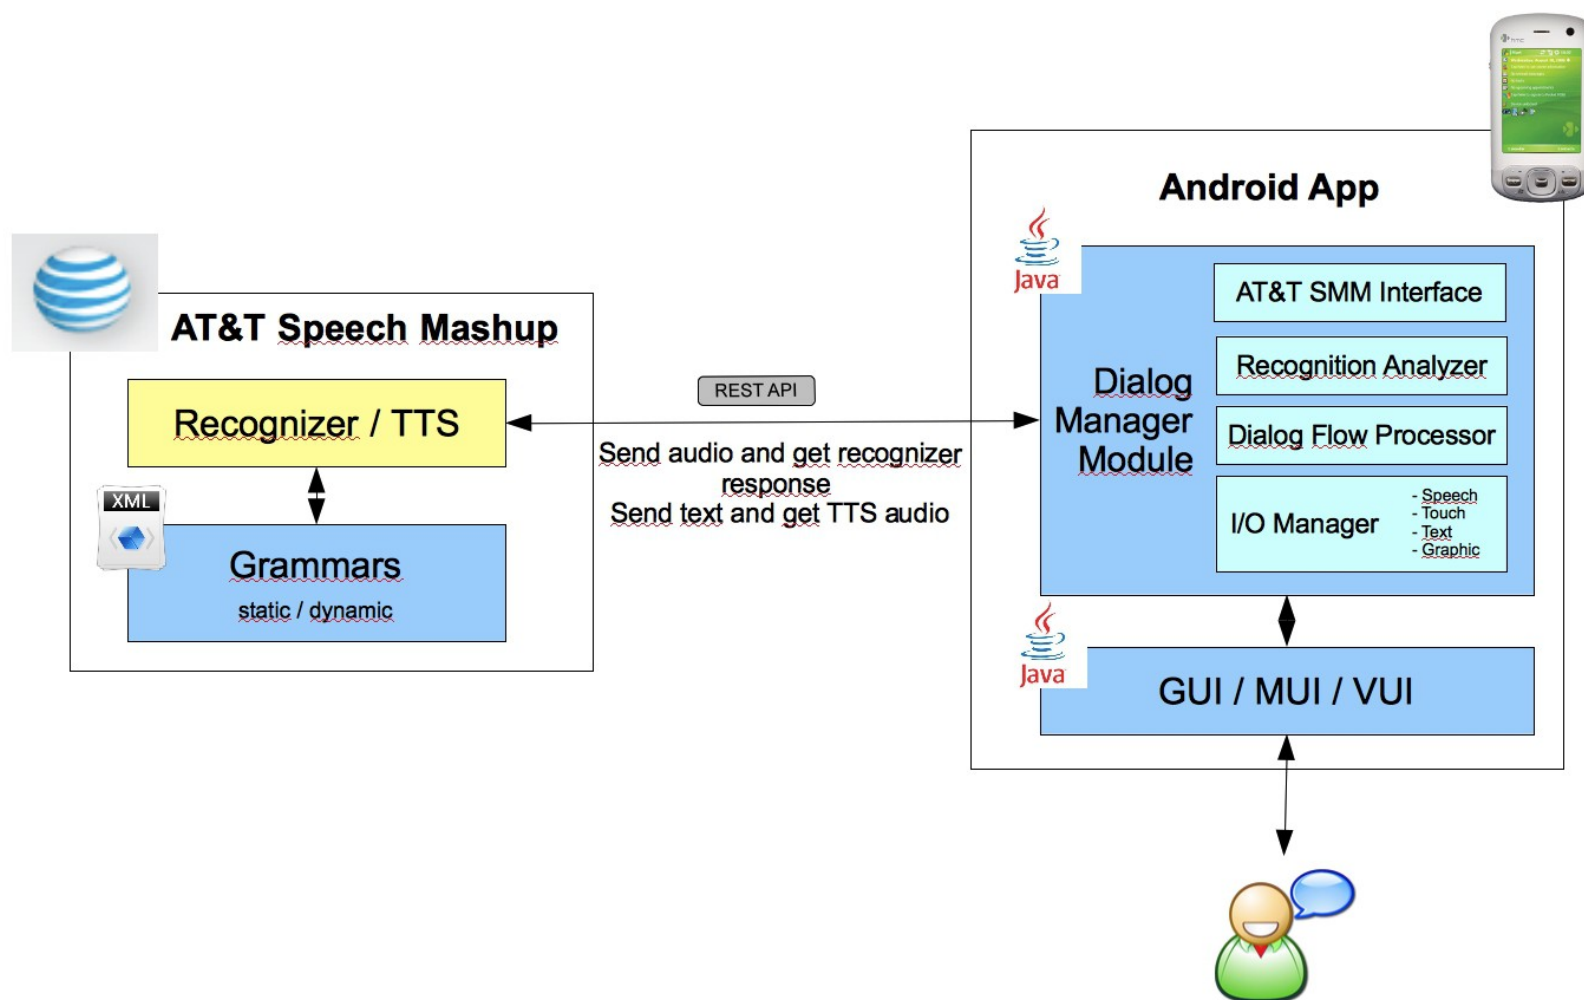 Android App
Java
AT&T SMM Interface
AT&T Speech Mashup
Recognition Analyzer
REST API
Dialog
Manager
Module
Recognizer / TTS
Dialog Flow Processor
Send audio and get recognizer
response
Send text and get TTS audio
XML
I/O Manager
- Speech
- Touch
- Text
- Graphic
Grammars
static / dynamic
Java
GUI / MUI / VUI